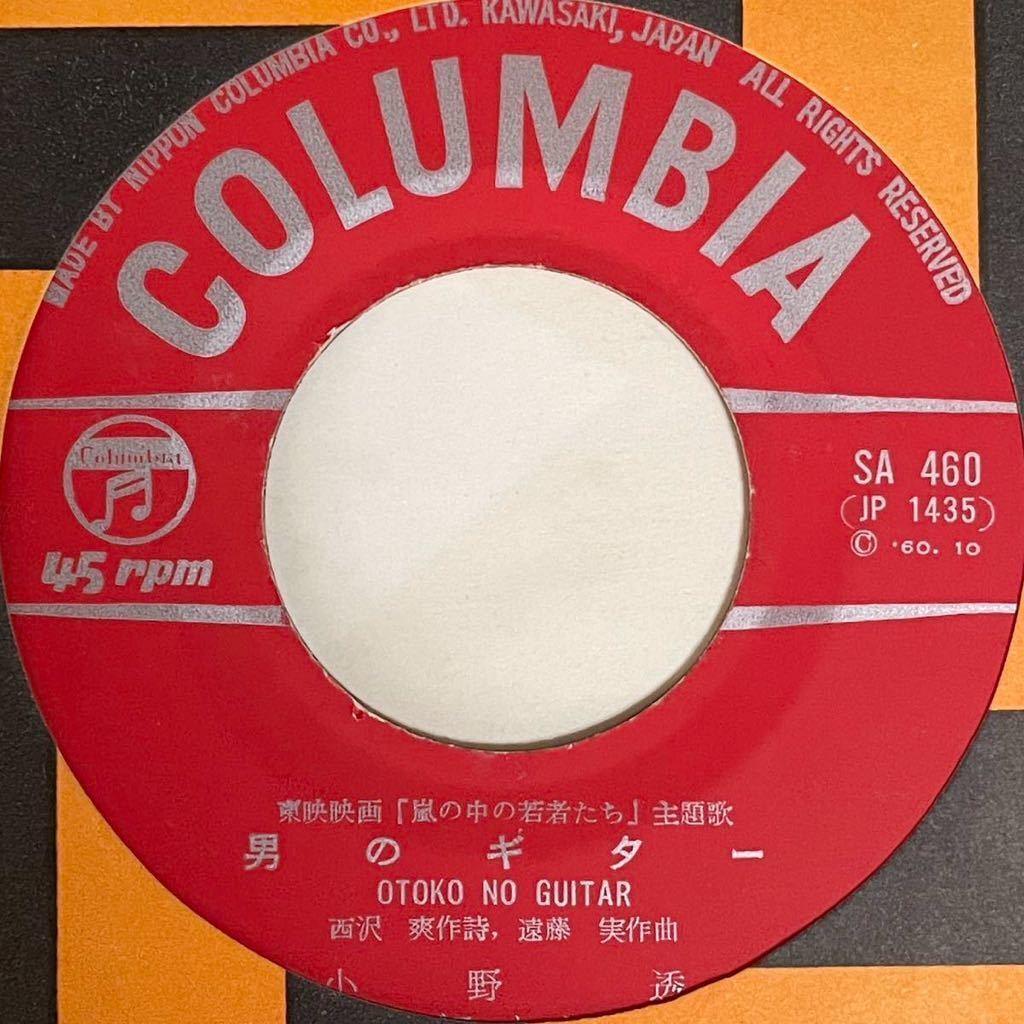 MADE BY NIPPON COLUMBIA CO., LTD. KAWASAKI, JAPAN ALL RIGHTS RESERVED
COLUMBIA
Columbia
45 rpm
SA 460
(JP 1435)
© '60. 10
東映映画『嵐の中の若者たち』主題歌
男のギター
OTOKO NO GUITAR
西沢 爽作詩, 遠藤 実作曲
小野透